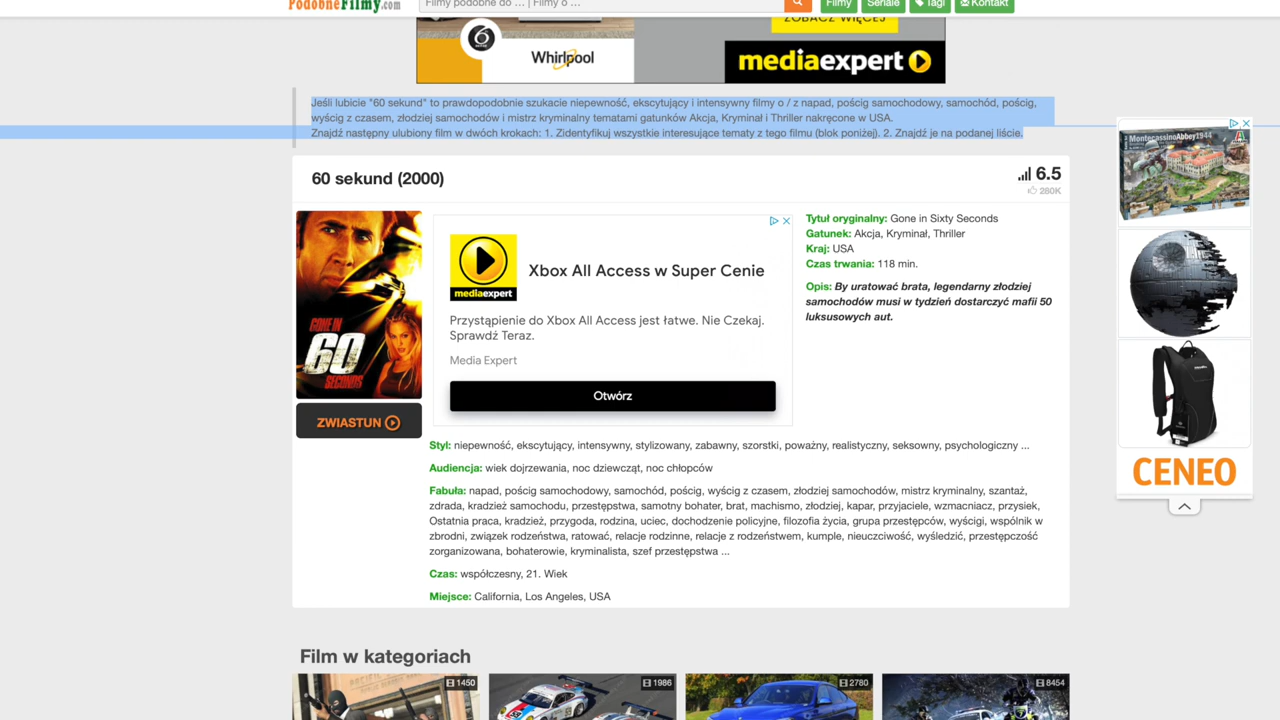 PodobneFilmy.com
Filmy podobne do ... | Filmy o ...
Filmy
Seriale
Tagi
Kontakt
ZOBACZ WIĘCEJ
6
Whirlpool
mediaexpert
Jeśli lubicie "60 sekund" to prawdopodobnie szukacie niepewność, ekscytujący i intensywny filmy o / z napad, pościg samochodowy, samochód, pościg,
wyścig z czasem, złodziej samochodów i mistrz kryminalny tematami gatunków Akcja, Kryminał i Thriller nakręcone w USA.
Znajdź następny ulubiony film w dwóch krokach: 1. Zidentyfikuj wszystkie interesujące tematy z tego filmu (blok poniżej). 2. Znajdź je na podanej liście.
60 sekund (2000)
6.5
280K
GONE IN
60
SECONDS
ZWIASTUN
mediaexpert
Xbox All Access w Super Cenie
Przystąpienie do Xbox All Access jest łatwe. Nie Czekaj.
Sprawdź Teraz.
Media Expert
Otwórz
Tytuł oryginalny: Gone in Sixty Seconds
Gatunek: Akcja, Kryminał, Thriller
Kraj: USA
Czas trwania: 118 min.
Opis: By uratować brata, legendarny złodziej
samochodów musi w tydzień dostarczyć mafii 50
luksusowych aut.
Styl: niepewność, ekscytujący, intensywny, stylizowany, zabawny, szorstki, poważny, realistyczny, seksowny, psychologiczny ...
Audiencja: wiek dojrzewania, noc dziewcząt, noc chłopców
Fabuła: napad, pościg samochodowy, samochód, pościg, wyścig z czasem, złodziej samochodów, mistrz kryminalny, szantaż,
zdrada, kradzież samochodu, przestępstwa, samotny bohater, brat, machismo, złodziej, kapar, przyjaciele, wzmacniacz, przysiek,
Ostatnia praca, kradzież, przygoda, rodzina, uciec, dochodzenie policyjne, filozofia życia, grupa przestępców, wyścigi, wspólnik w
zbrodni, związek rodzeństwa, ratować, relacje rodzinne, relacje z rodzeństwem, kumple, nieuczciwość, wyśledzić, przestępczość
zorganizowana, bohaterowie, kryminalista, szef przestępstwa ...
Czas: współczesny, 21. Wiek
Miejsce: California, Los Angeles, USA
MontecassinoAbbey1944
CENEO
Film w kategoriach
1450
1986
2780
8454